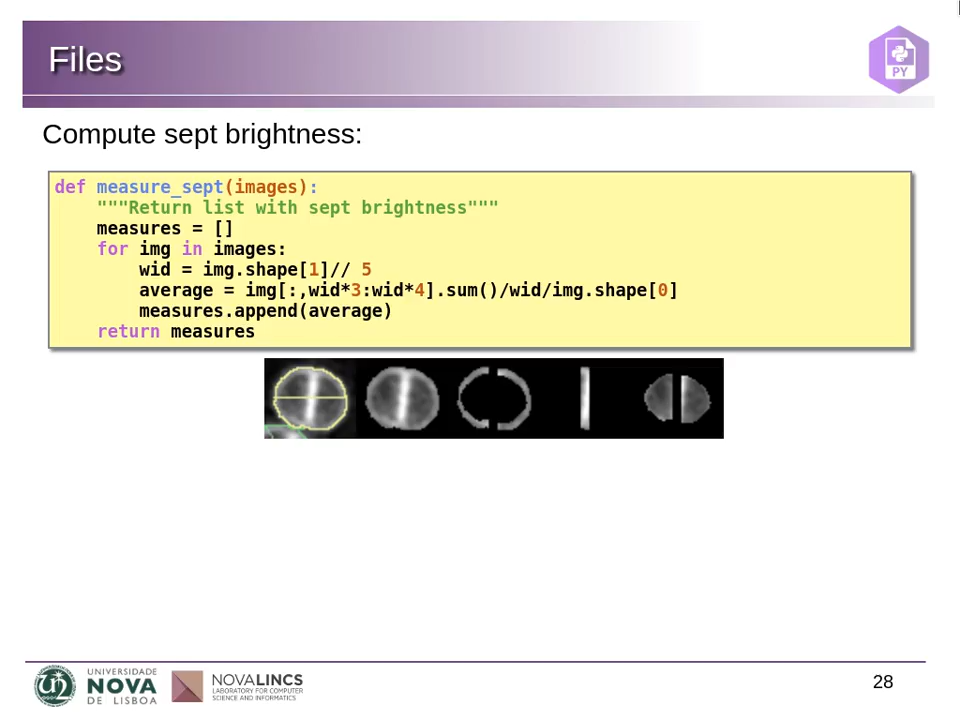 Files
PY
Compute sept brightness:
def measure_sept(images):
    """Return list with sept brightness"""
    measures = []
    for img in images:
        wid = img.shape[1]// 5
        average = img[:,wid*3:wid*4].sum()/wid/img.shape[0]
        measures.append(average)
    return measures
UNIVERSIDADE
NOVA
DE LISBOA
NOVALINCS
LABORATORY FOR COMPUTER
SCIENCE AND INFORMATICS
28